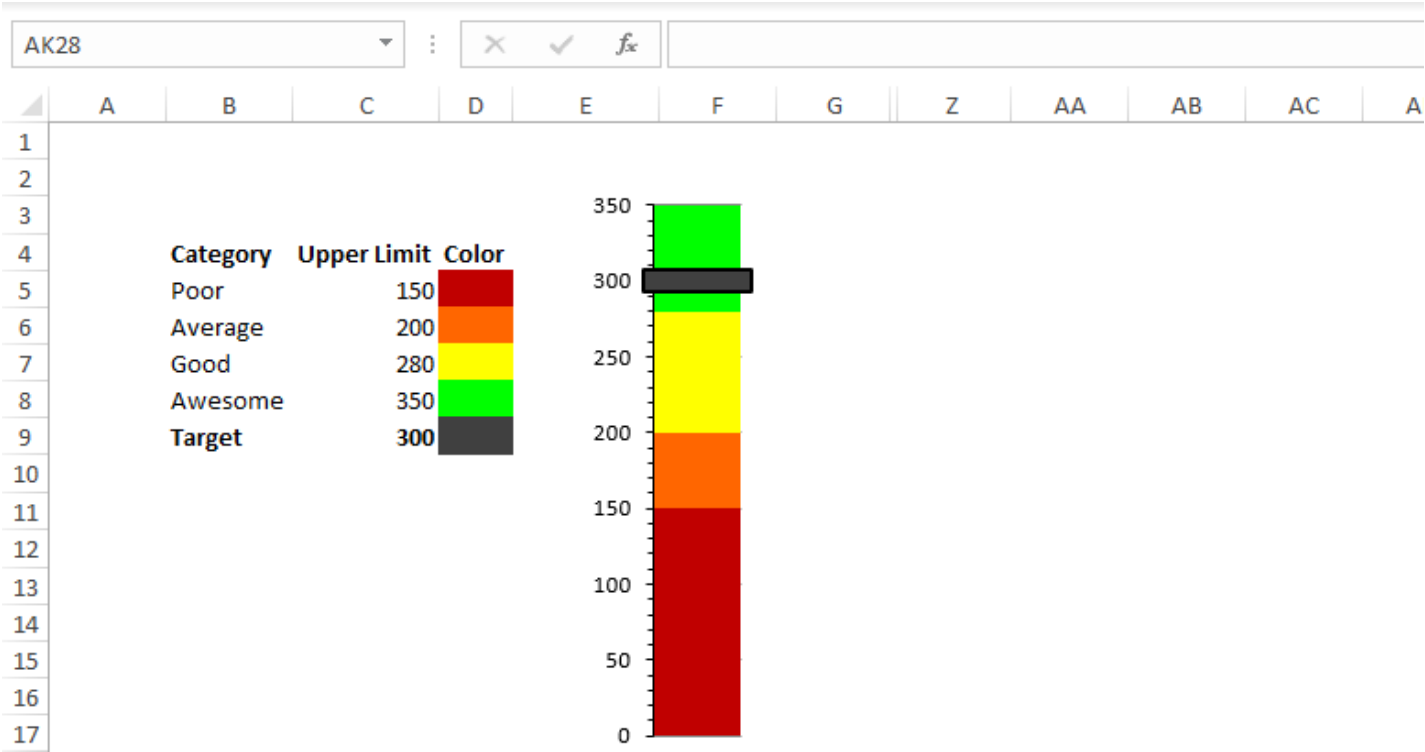 AK28 fx
A B C D E F G Z AA AB AC A
1
2
3 350
4 Category Upper Limit Color
5 Poor 150 300
6 Average 200
7 Good 280 250
8 Awesome 350
9 Target 300 200
10
11 150
12
13 100
14
15 50
16
17 0